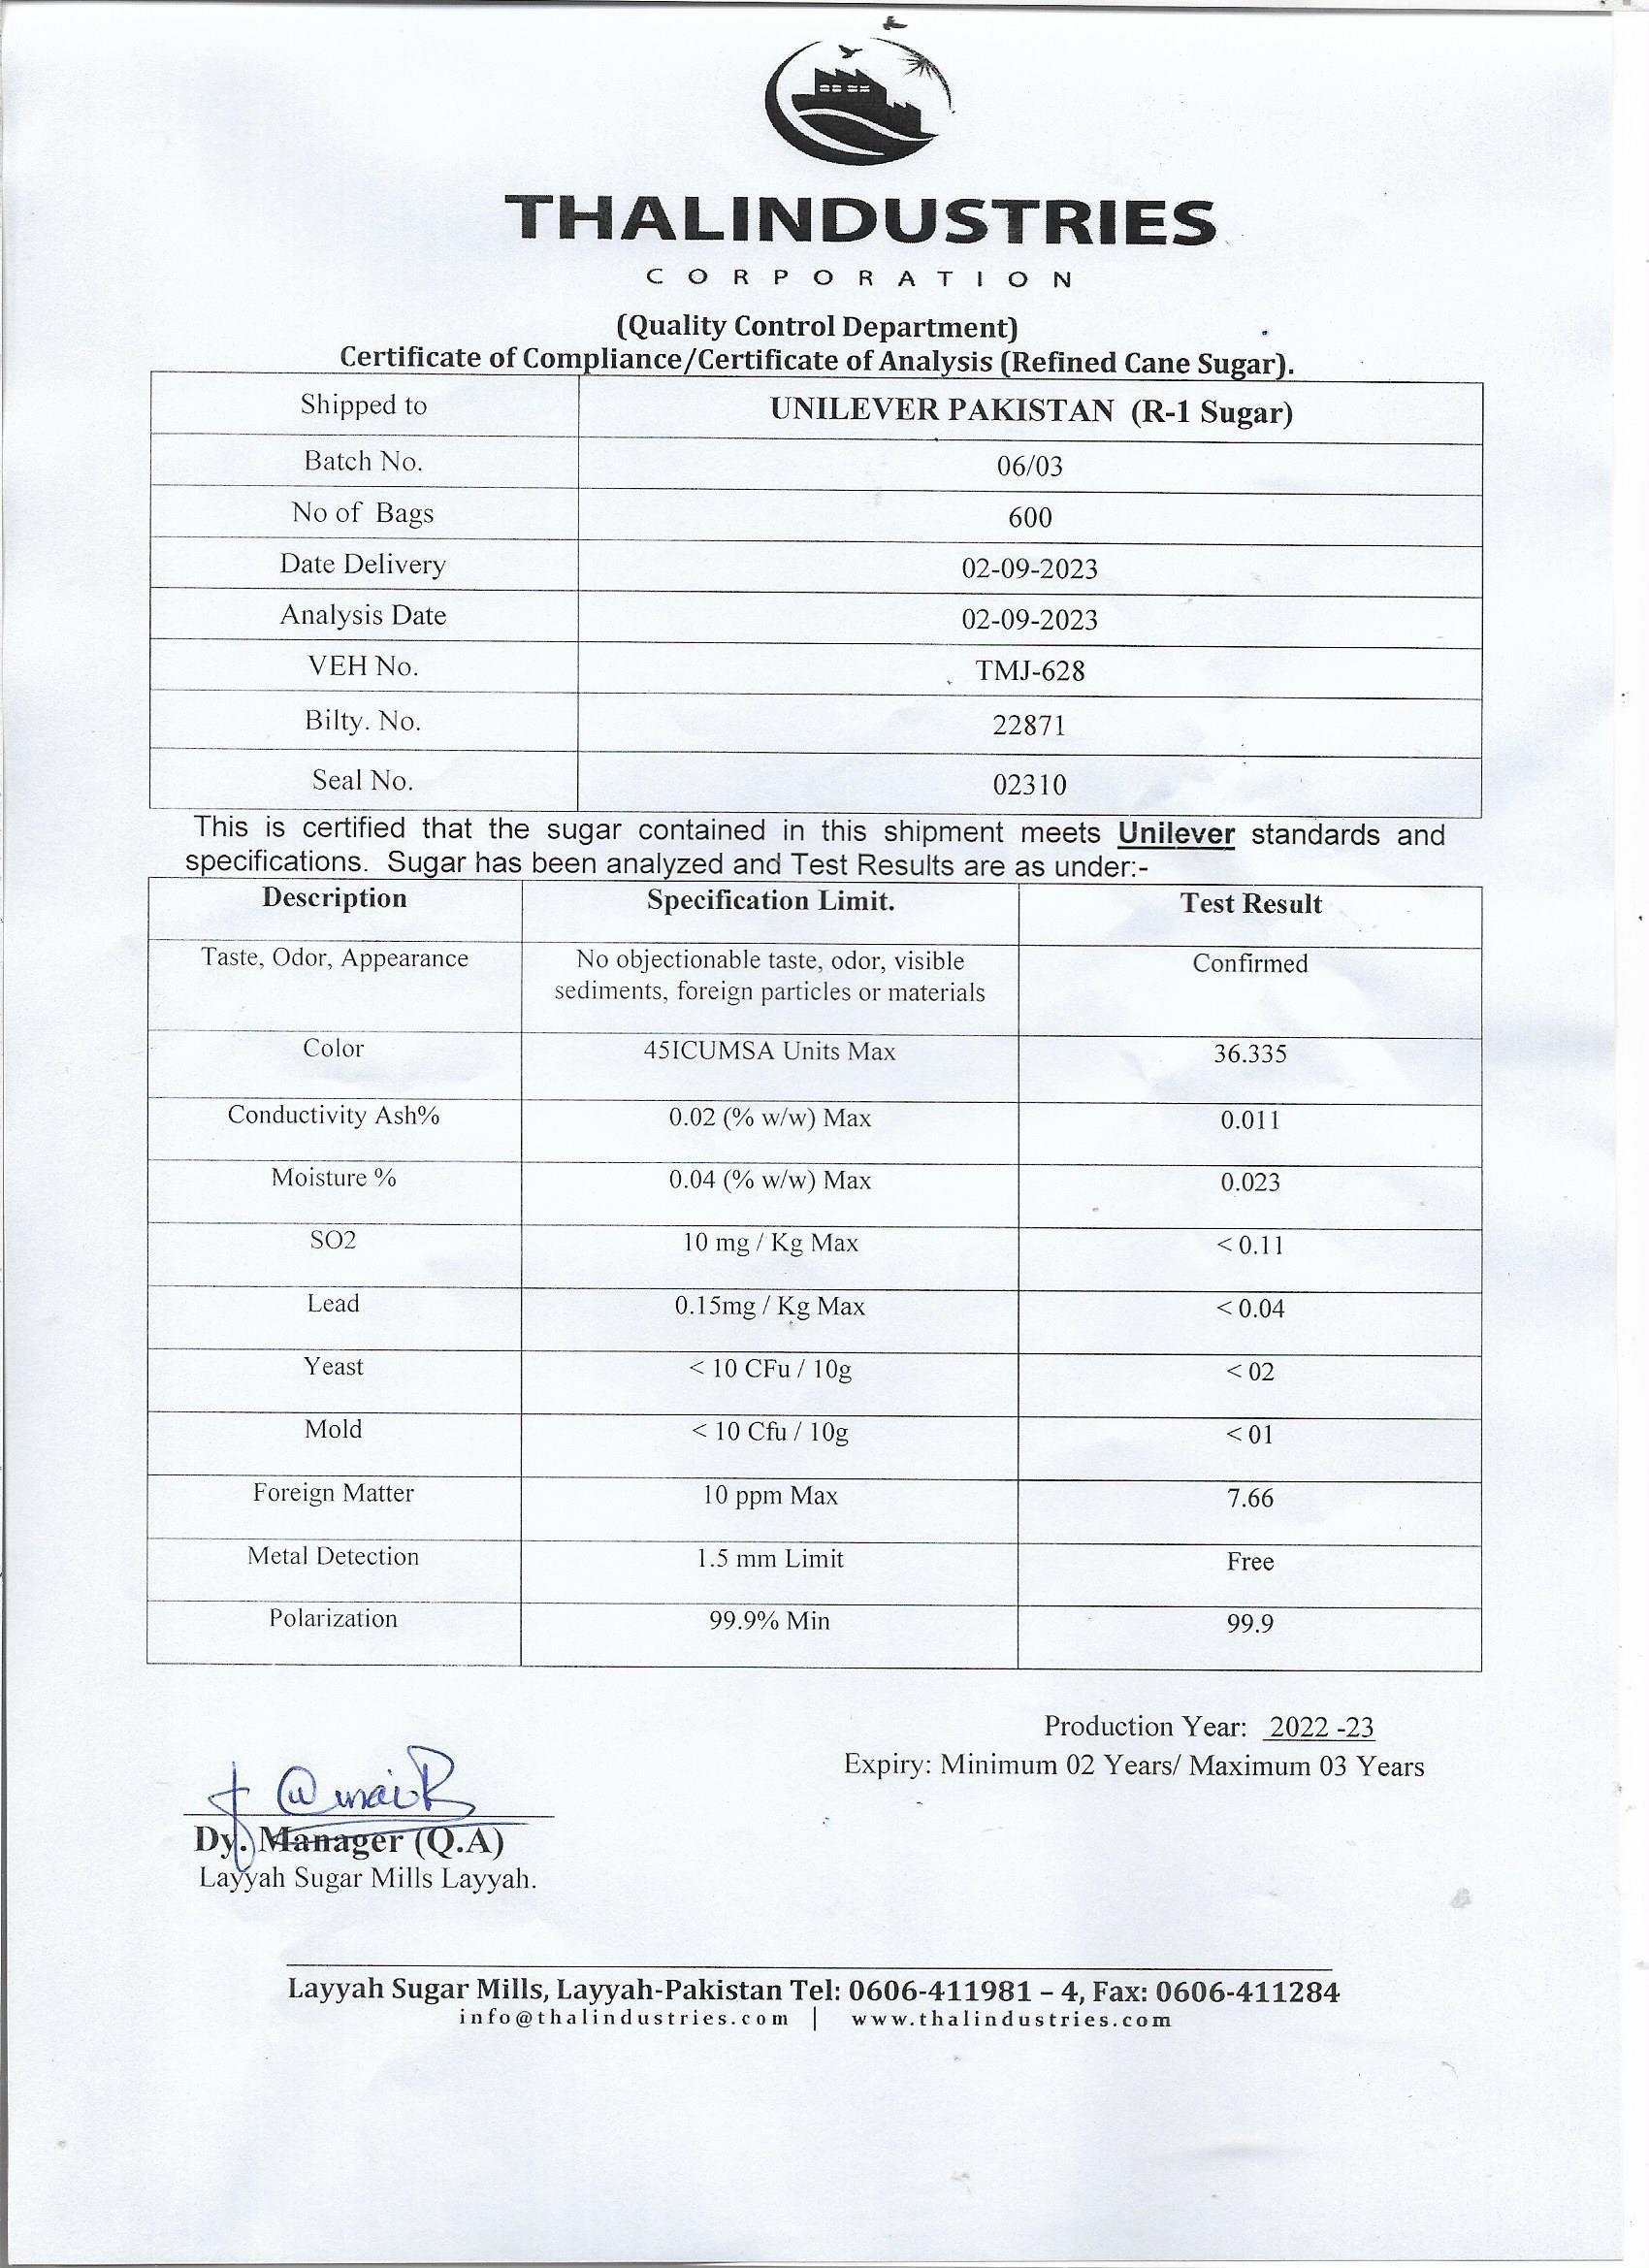 THALINDUSTRIES
CORPORATION
(Quality Control Department)
Certificate of Compliance/Certificate of Analysis (Refined Cane Sugar).
Shipped to UNILEVER PAKISTAN (R-1 Sugar)
Batch No. 06/03
No of Bags 600
Date Delivery 02-09-2023
Analysis Date 02-09-2023
VEH No. TMJ-628
Bilty. No. 22871
Seal No. 02310
This is certified that the sugar contained in this shipment meets Unilever standards and
specifications. Sugar has been analyzed and Test Results are as under:-
Description Specification Limit. Test Result
Taste, Odor, Appearance No objectionable taste, odor, visible Confirmed
sediments, foreign particles or materials
Color 45ICUMSA Units Max 36.335
Conductivity Ash% 0.02 (% w/w) Max 0.011
Moisture % 0.04 (% w/w) Max 0.023
SO2 10 mg / Kg Max < 0.11
Lead 0.15mg / Kg Max < 0.04
Yeast < 10 CFu / 10g < 02
Mold < 10 Cfu / 10g < 01
Foreign Matter 10 ppm Max 7.66
Metal Detection 1.5 mm Limit Free
Polarization 99.9% Min 99.9
Production Year: 2022 -23
Expiry: Minimum 02 Years/ Maximum 03 Years
Dy. Manager (Q.A)
Layyah Sugar Mills Layyah.
Layyah Sugar Mills, Layyah-Pakistan Tel: 0606-411981 – 4, Fax: 0606-411284
info@thalindustries.com | www.thalindustries.com